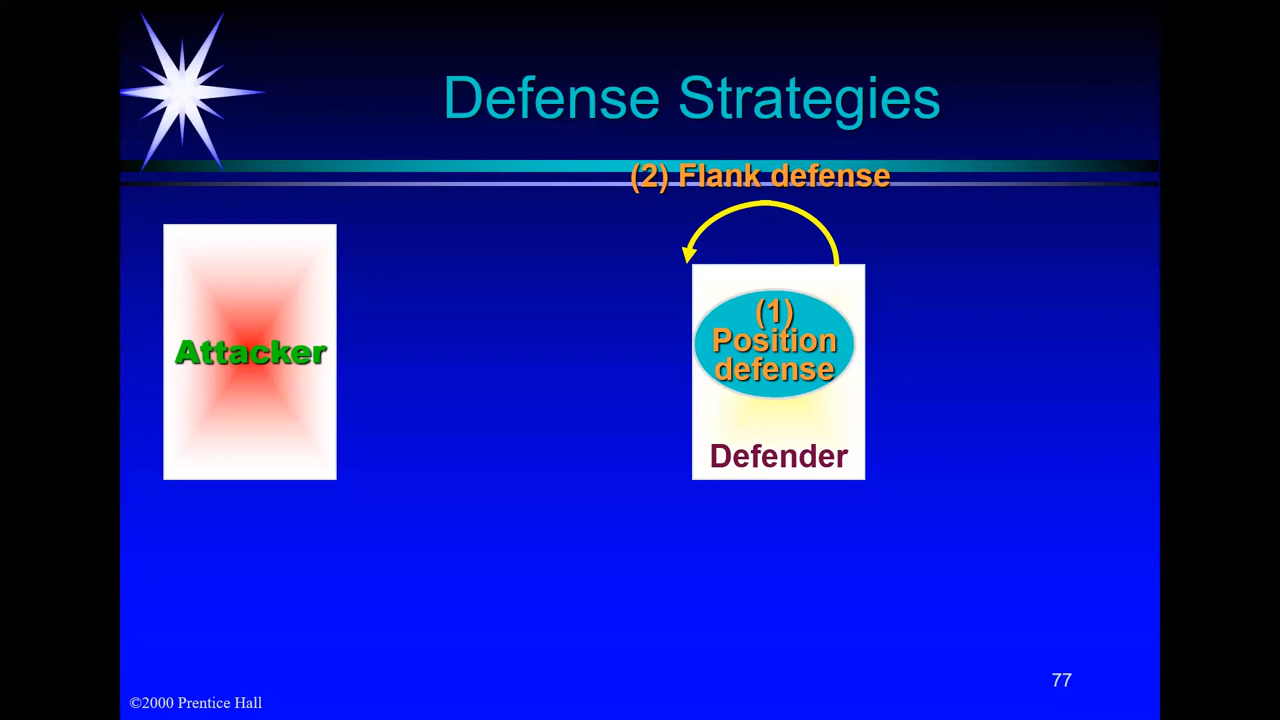 Defense Strategies
(2) Flank defense
Attacker
(1)
Position
defense
Defender
77
©2000 Prentice Hall